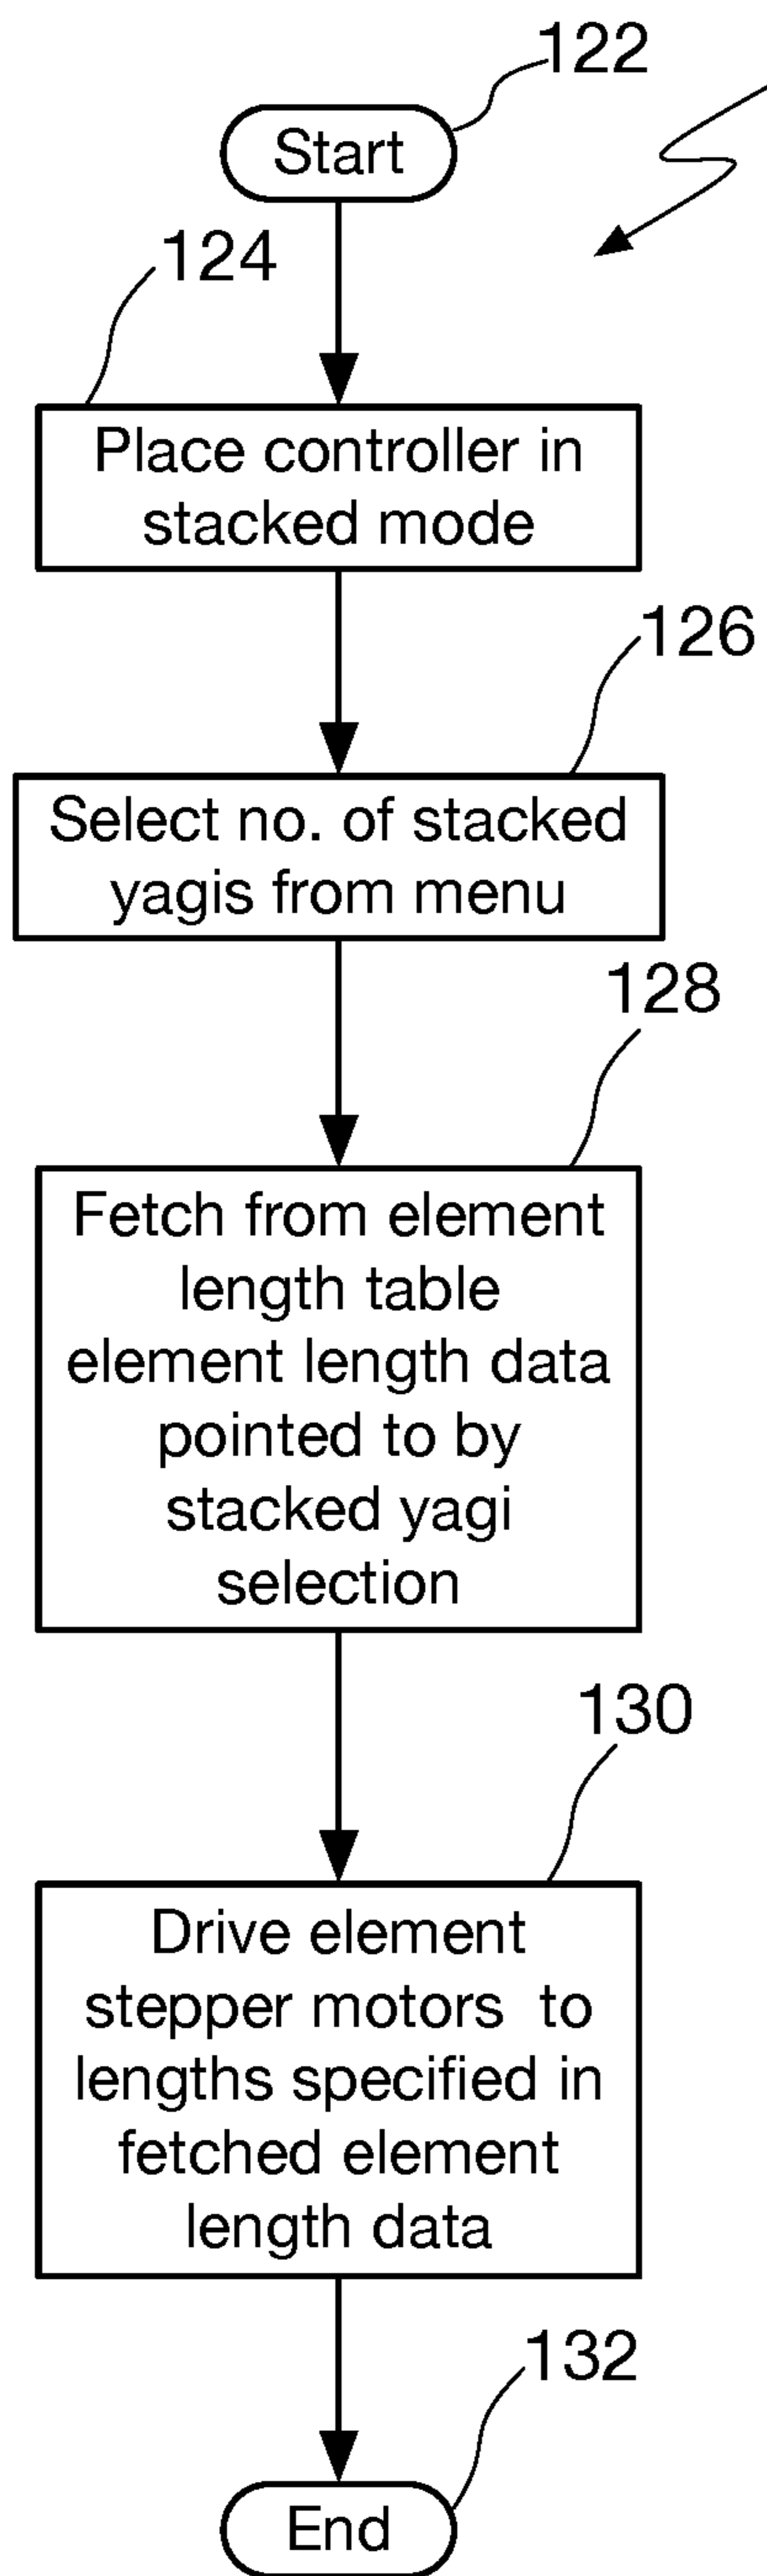 122
Start
124
Place controller in
stacked mode
126
Select no. of stacked
yagis from menu
128
Fetch from element
length table
element length data
pointed to by
stacked yagi
selection
130
Drive element
stepper motors to
lengths specified in
fetched element
length data
132
End